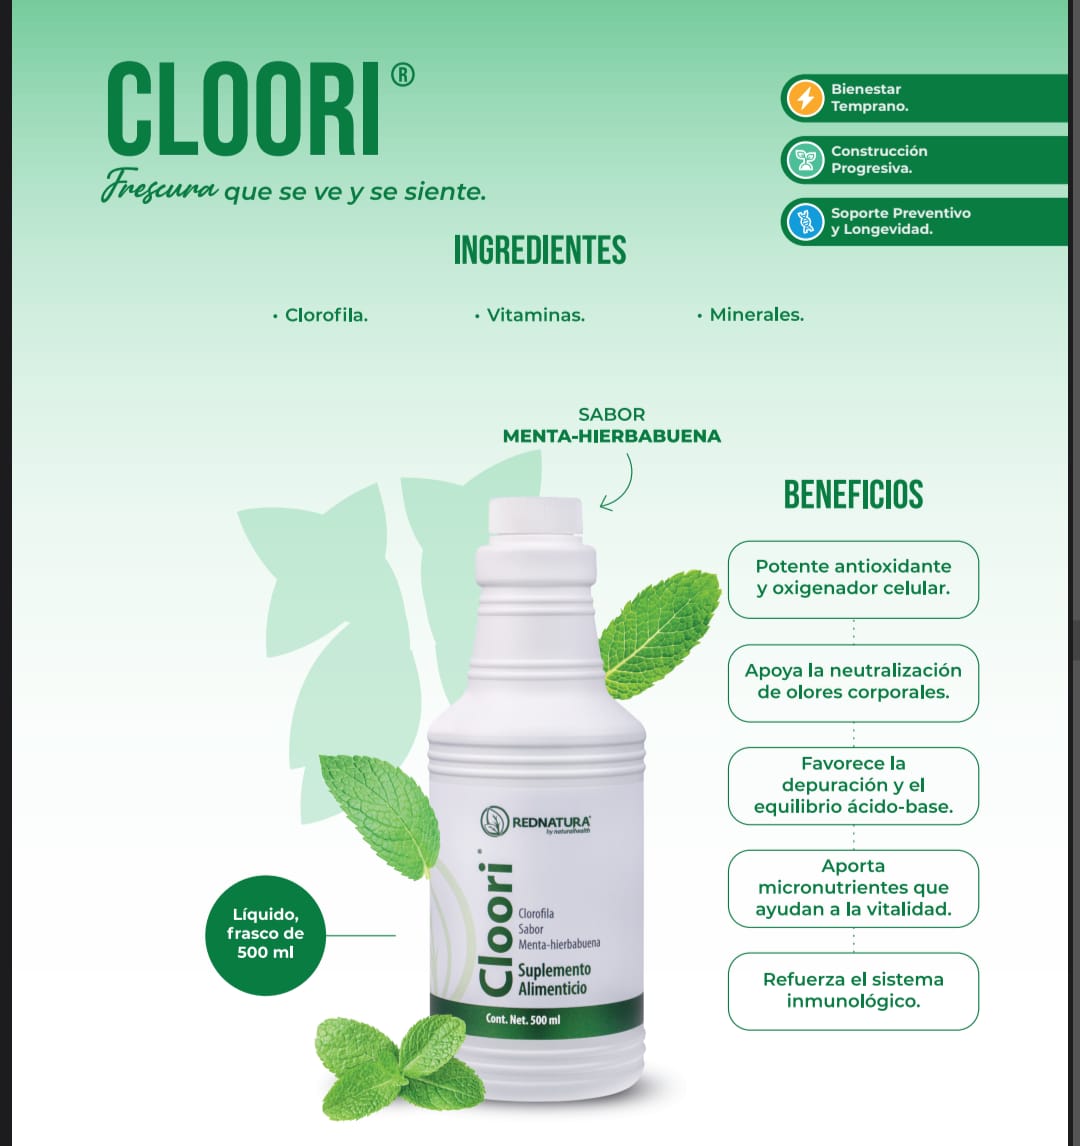 CLOORI®
Frescura que se ve y se siente.
Bienestar
Temprano.
Construcción
Progresiva.
Soporte Preventivo
y Longevidad.
INGREDIENTES
• Clorofila.
• Vitaminas.
• Minerales.
SABOR
MENTA-HIERBABUENA
BENEFICIOS
Potente antioxidante
y oxigenador celular.
Apoya la neutralización
de olores corporales.
Favorece la
depuración y el
equilibrio ácido-base.
Aporta
micronutrientes que
ayudan a la vitalidad.
Refuerza el sistema
inmunológico.
Líquido,
frasco de
500 ml
REDNATURA®
by naturalhealth
Cloori®
Clorofila
Sabor
Menta-hierbabuena
Suplemento
Alimenticio
Cont. Net. 500 ml